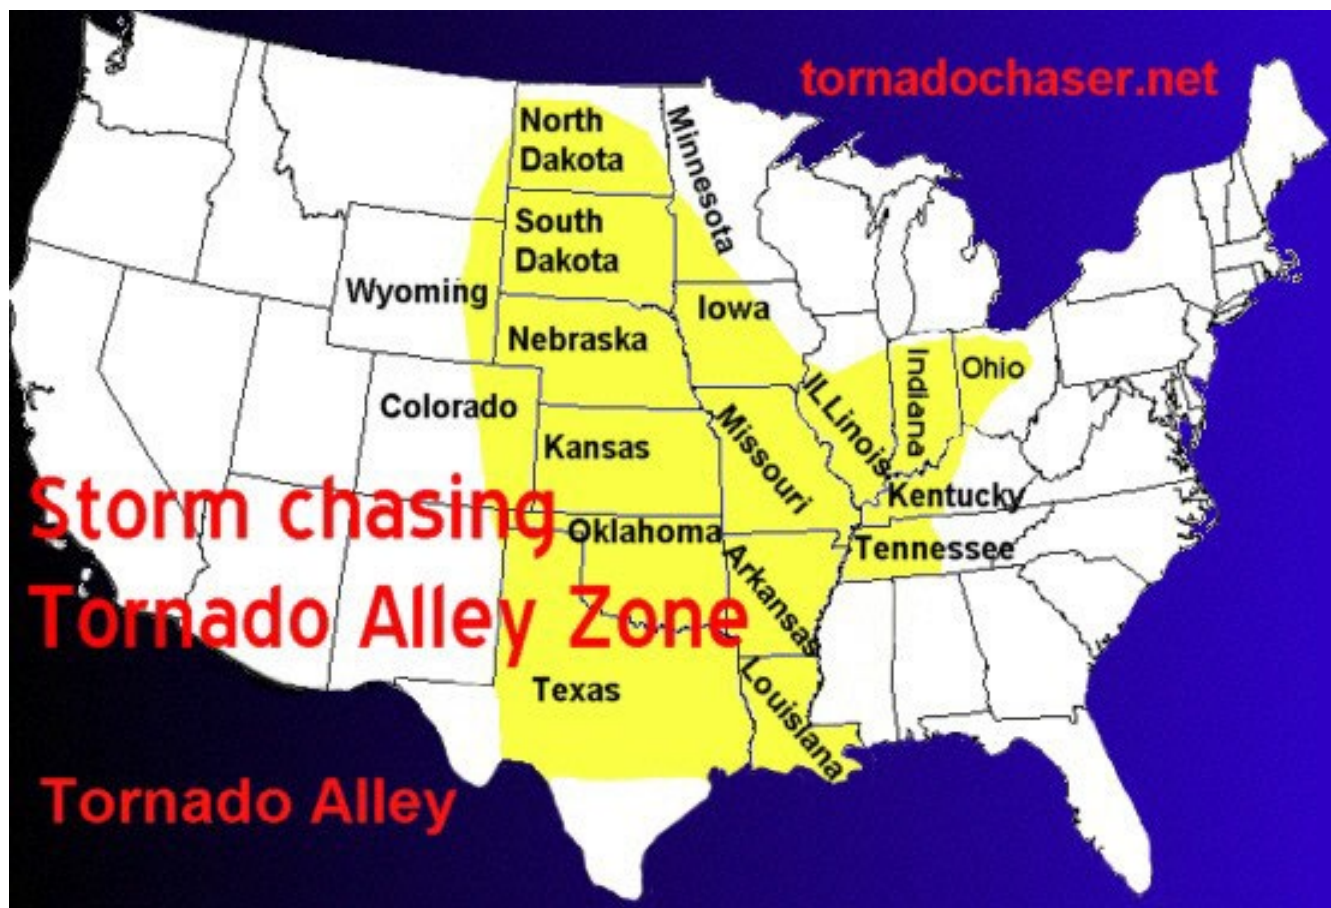 tornadochaser.net
North
Dakota
Minnesota
South
Dakota
Wyoming
Iowa
Nebraska
Indiana
Ohio
Colorado
ILLinois
Missouri
Kansas
Kentucky
Storm chasing
Oklahoma
Tennessee
Arkansas
Tornado Alley Zone
Texas
Louisiana
Tornado Alley